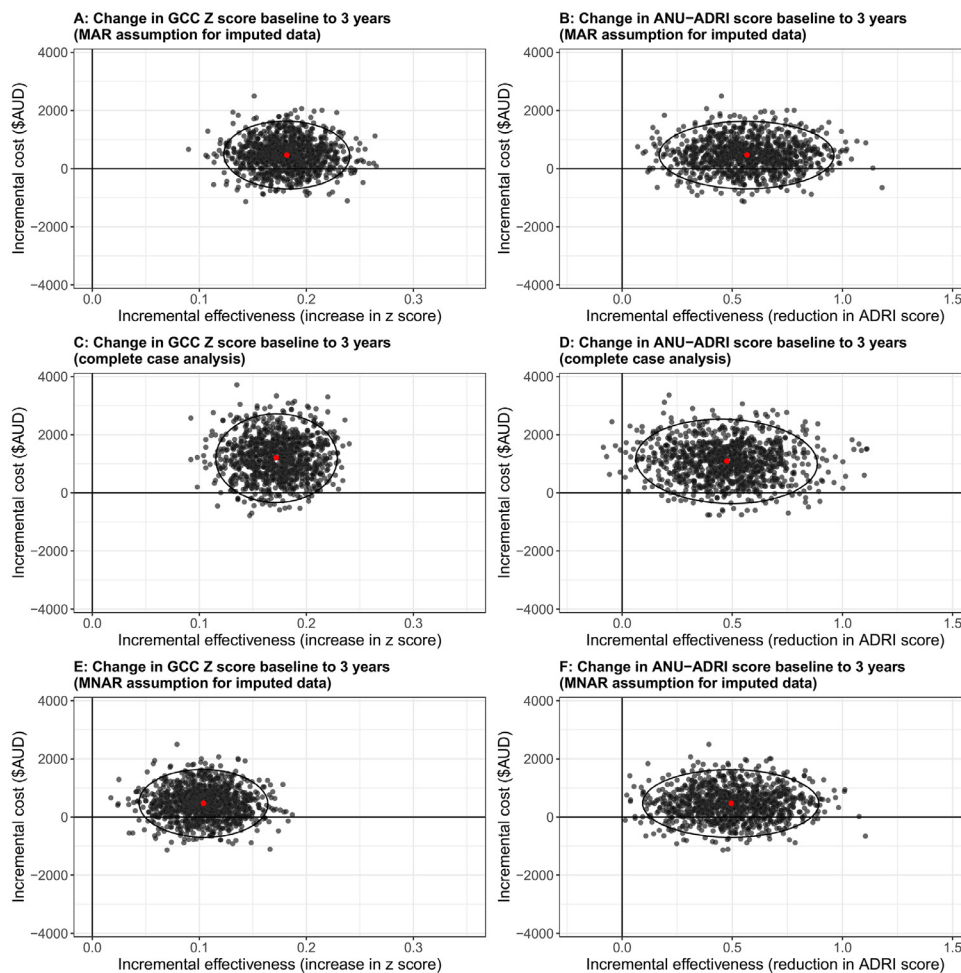 A: Change in GCC Z score baseline to 3 years
(MAR assumption for imputed data)
Incremental cost ($AUD)
4000
2000
0
−2000
−4000
0.0 0.1 0.2 0.3
Incremental effectiveness (increase in z score)
B: Change in ANU−ADRI score baseline to 3 years
(MAR assumption for imputed data)
Incremental cost ($AUD)
4000
2000
0
−2000
−4000
0.0 0.5 1.0 1.5
Incremental effectiveness (reduction in ADRI score)
C: Change in GCC Z score baseline to 3 years
(complete case analysis)
Incremental cost ($AUD)
4000
2000
0
−2000
−4000
0.0 0.1 0.2 0.3
Incremental effectiveness (increase in z score)
D: Change in ANU−ADRI score baseline to 3 years
(complete case analysis)
Incremental cost ($AUD)
4000
2000
0
−2000
−4000
0.0 0.5 1.0 1.5
Incremental effectiveness (reduction in ADRI score)
E: Change in GCC Z score baseline to 3 years
(MNAR assumption for imputed data)
Incremental cost ($AUD)
4000
2000
0
−2000
−4000
0.0 0.1 0.2 0.3
Incremental effectiveness (increase in z score)
F: Change in ANU−ADRI score baseline to 3 years
(MNAR assumption for imputed data)
Incremental cost ($AUD)
4000
2000
0
−2000
−4000
0.0 0.5 1.0 1.5
Incremental effectiveness (reduction in ADRI score)